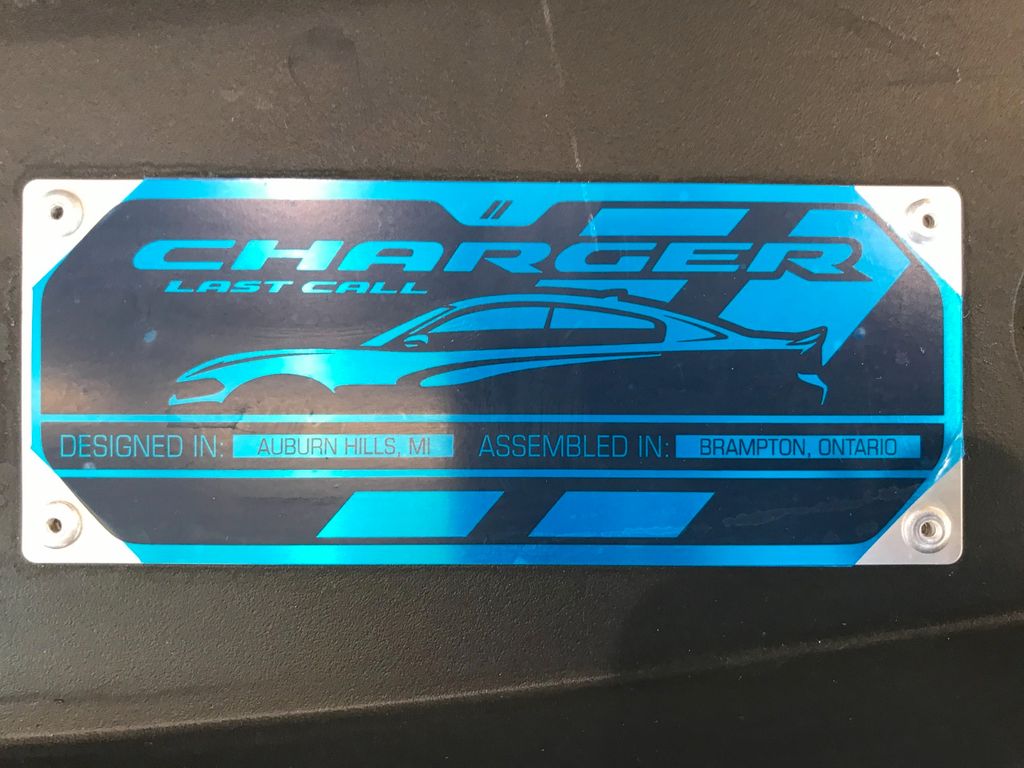 CHARGER
LAST CALL
DESIGNED IN: AUBURN HILLS, MI ASSEMBLED IN: BRAMPTON, ONTARIO